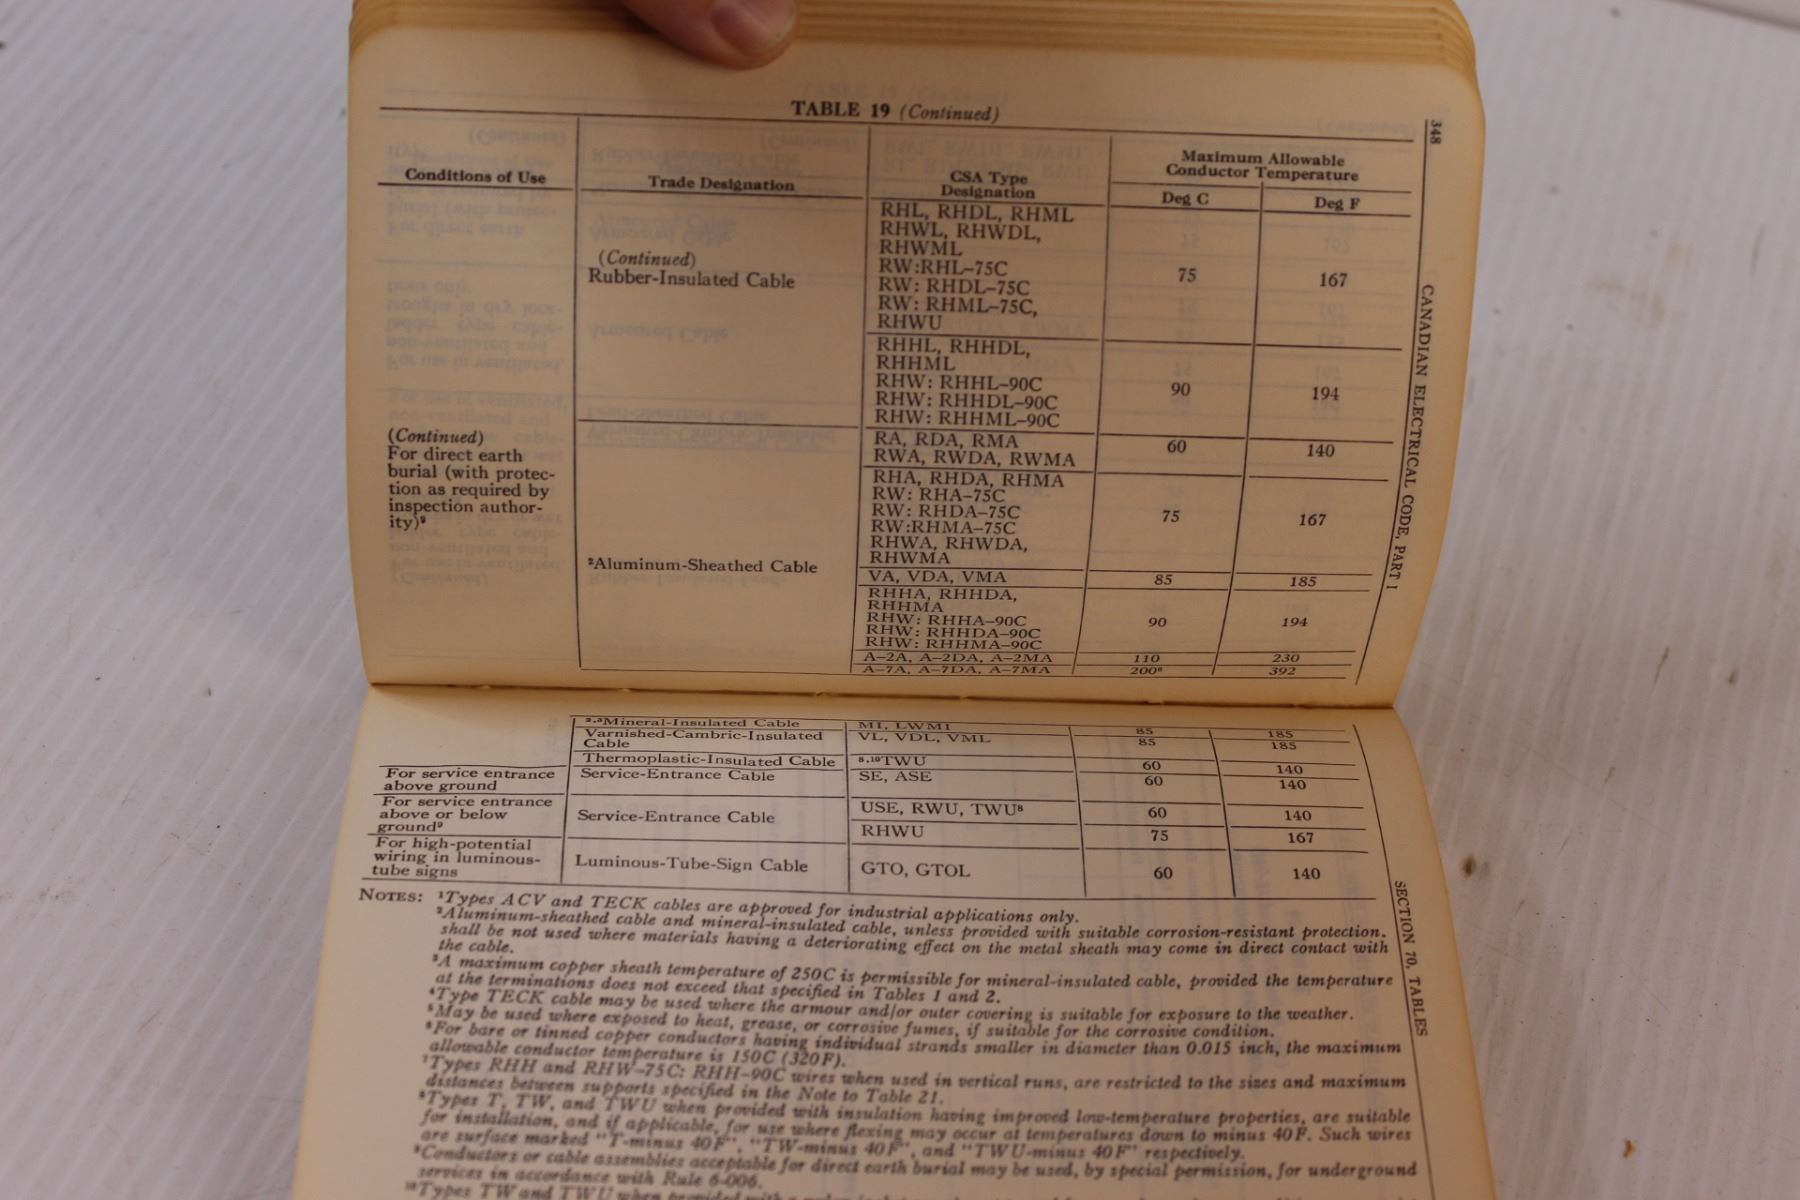 TABLE 19 (Continued)
348
Conditions of Use
Trade Designation
CSA Type
Designation
Maximum Allowable
Conductor Temperature
Deg C
Deg F
(Continued)
For direct earth
burial (with protec-
tion as required by
inspection author-
ity)⁹
(Continued)
Rubber-Insulated Cable
RHL, RHDL, RHML
RHWL, RHWDL,
RHWML
RW:RHL–75C
RW: RHDL–75C
RW: RHML–75C,
RHWU
75
167
RHHL, RHHDL,
RHHML
RHW: RHHL–90C
RHW: RHHDL–90C
RHW: RHHML–90C
90
194
²Aluminum-Sheathed Cable
RA, RDA, RMA
RWA, RWDA, RWMA
60
140
RHA, RHDA, RHMA
RW: RHA–75C
RW: RHDA–75C
RW:RHMA–75C
RHWA, RHWDA,
RHWMA
75
167
VA, VDA, VMA
85
185
RHHA, RHHDA,
RHHMA
RHW: RHHA–90C
RHW: RHHDA–90C
RHW: RHHMA–90C
90
194
A–2A, A–2DA, A–2MA
110
230
A–7A, A–7DA, A–7MA
200⁶
392
CANADIAN ELECTRICAL CODE, PART I
²·³Mineral-Insulated Cable
MI, LWMI
85
185
Varnished-Cambric-Insulated
Cable
VL, VDL, VML
85
185
Thermoplastic-Insulated Cable
⁸·¹⁰TWU
60
140
For service entrance
above ground
Service-Entrance Cable
SE, ASE
60
140
For service entrance
above or below
ground⁹
Service-Entrance Cable
USE, RWU, TWU⁸
60
140
RHWU
75
167
For high-potential
wiring in luminous-
tube signs
Luminous-Tube-Sign Cable
GTO, GTOL
60
140
SECTION 70, TABLES
NOTES: ¹Types ACV and TECK cables are approved for industrial applications only.
²Aluminum-sheathed cable and mineral-insulated cable, unless provided with suitable corrosion-resistant protection.
shall be not used where materials having a deteriorating effect on the metal sheath may come in direct contact with
the cable.
³A maximum copper sheath temperature of 250C is permissible for mineral-insulated cable, provided the temperature
at the terminations does not exceed that specified in Tables 1 and 2.
⁴Type TECK cable may be used where the armour and/or outer covering is suitable for exposure to the weather.
⁵May be used where exposed to heat, grease, or corrosive fumes, if suitable for the corrosive condition.
⁶For bare or tinned copper conductors having individual strands smaller in diameter than 0.015 inch, the maximum
allowable conductor temperature is 150C (320F).
⁷Types RHH and RHW–75C: RHH–90C wires when used in vertical runs, are restricted to the sizes and maximum
distances between supports specified in the Note to Table 21.
⁸Types T, TW, and TWU when provided with insulation having improved low-temperature properties, are suitable
for installation, and if applicable, for use where flexing may occur at temperatures down to minus 40F. Such wires
are surface marked "T-minus 40F", "TW-minus 40F", and "TWU-minus 40F" respectively.
⁹Conductors or cable assemblies acceptable for direct earth burial may be used, by special permission, for underground
services in accordance with Rule 6-006.
¹⁰Types TW and TWU when provided with a